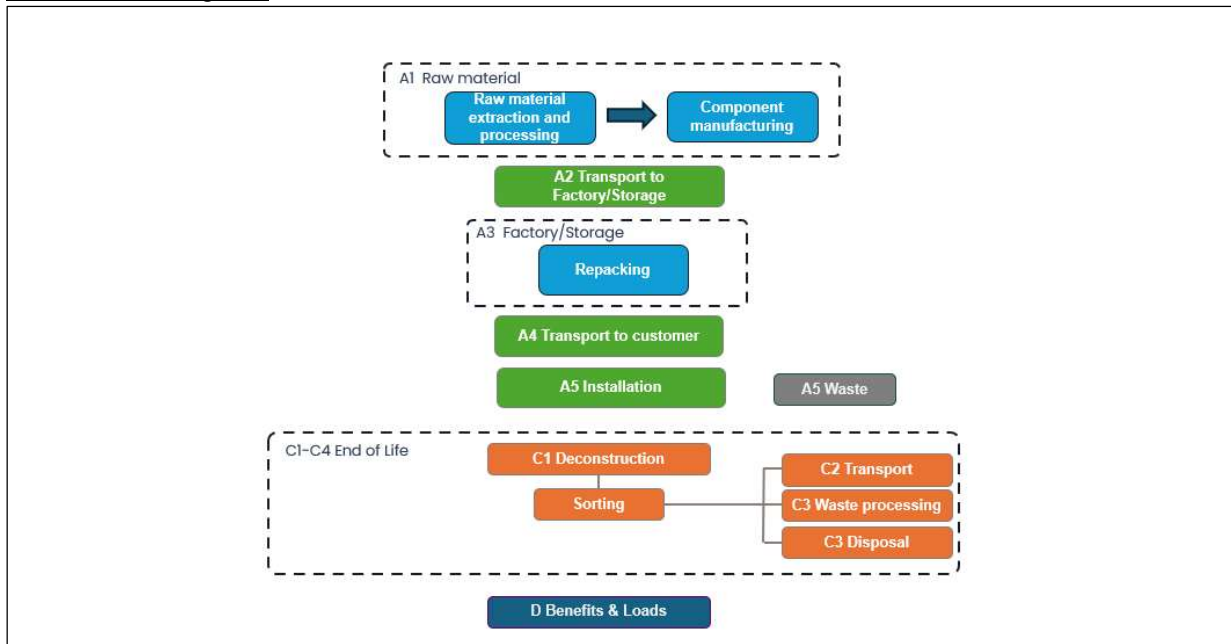 A1 Raw material
Raw material
extraction and
processing
Component
manufacturing
A2 Transport to
Factory/Storage
A3 Factory/Storage
Repacking
A4 Transport to customer
A5 Installation
A5 Waste
C1-C4 End of Life
C1 Deconstruction
C2 Transport
Sorting
C3 Waste processing
C3 Disposal
D Benefits & Loads